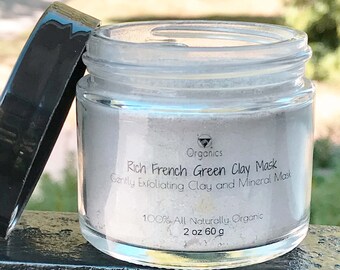 Organics
Rich French Green Clay Mask
Gently Exfoliating Clay and Mineral Mask
100% All Naturally Organic
2 oz 60 g